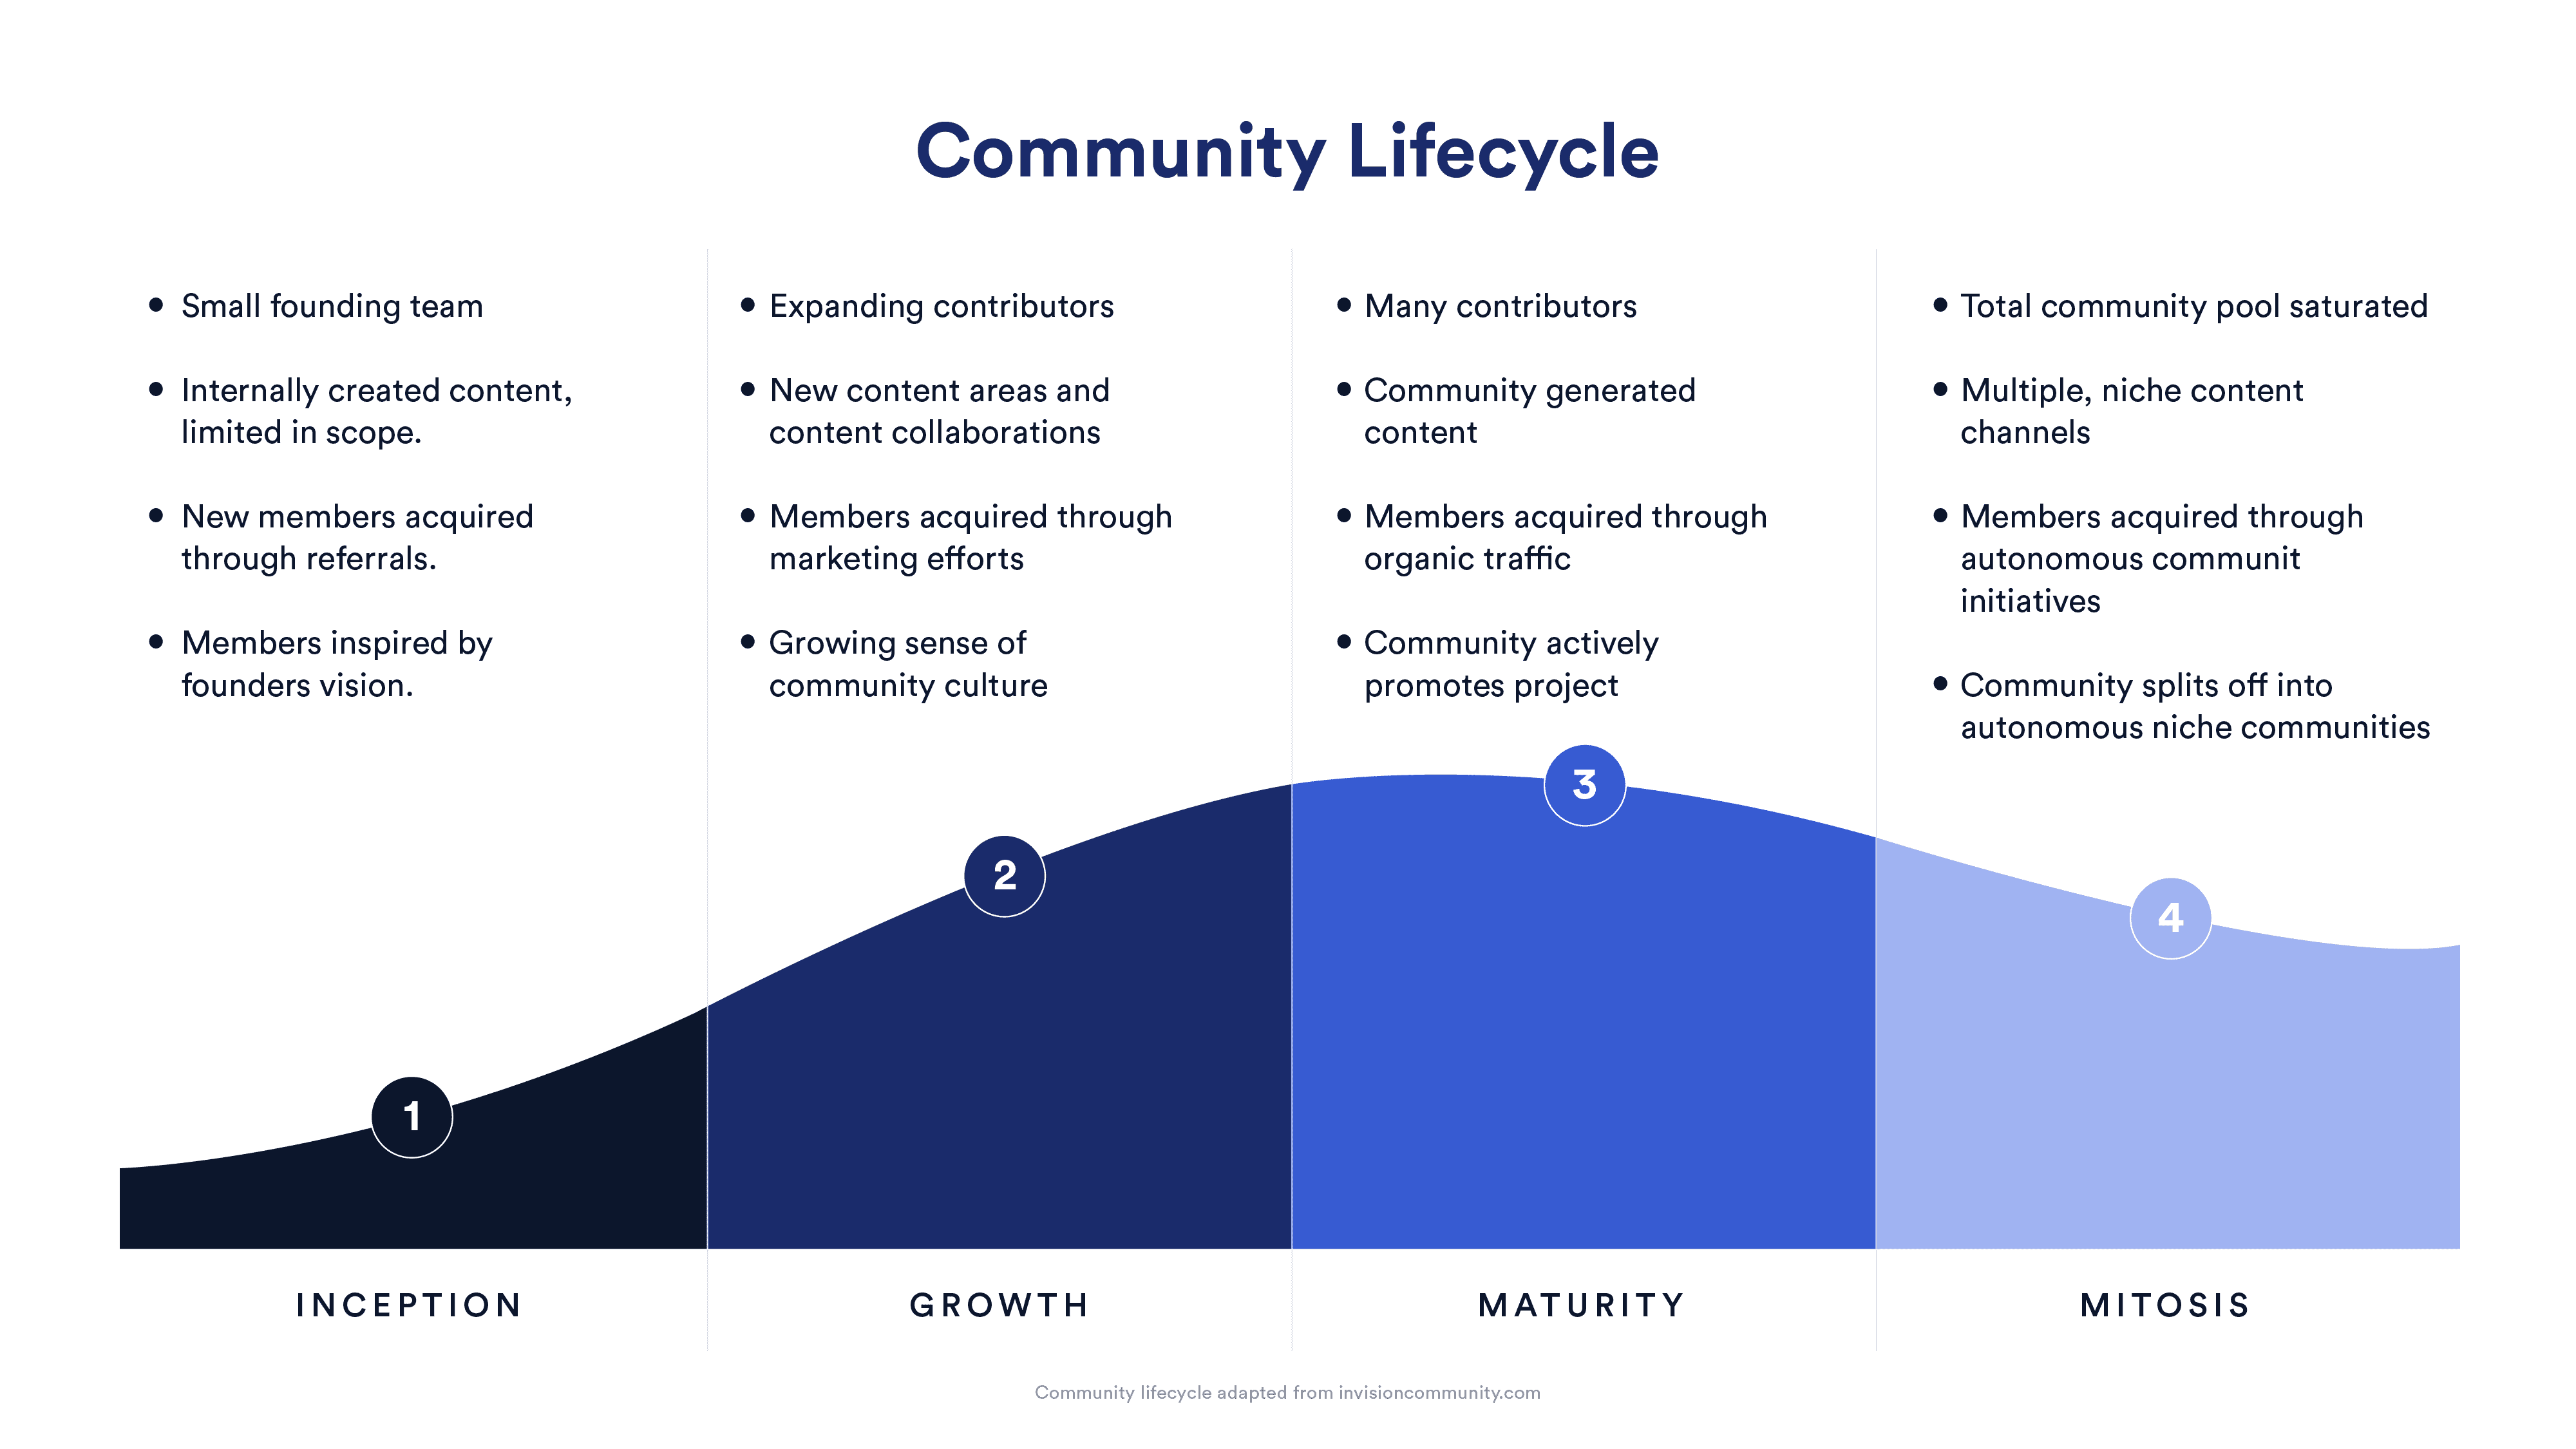 Community Lifecycle
• Small founding team
• Internally created content,
limited in scope.
• New members acquired
through referrals.
• Members inspired by
founders vision.
• Expanding contributors
• New content areas and
content collaborations
• Members acquired through
marketing efforts
• Growing sense of
community culture
• Many contributors
• Community generated
content
• Members acquired through
organic traffic
• Community actively
promotes project
• Total community pool saturated
• Multiple, niche content
channels
• Members acquired through
autonomous communit
initiatives
• Community splits off into
autonomous niche communities
1
2
3
4
INCEPTION
GROWTH
MATURITY
MITOSIS
Community lifecycle adapted from invisioncommunity.com